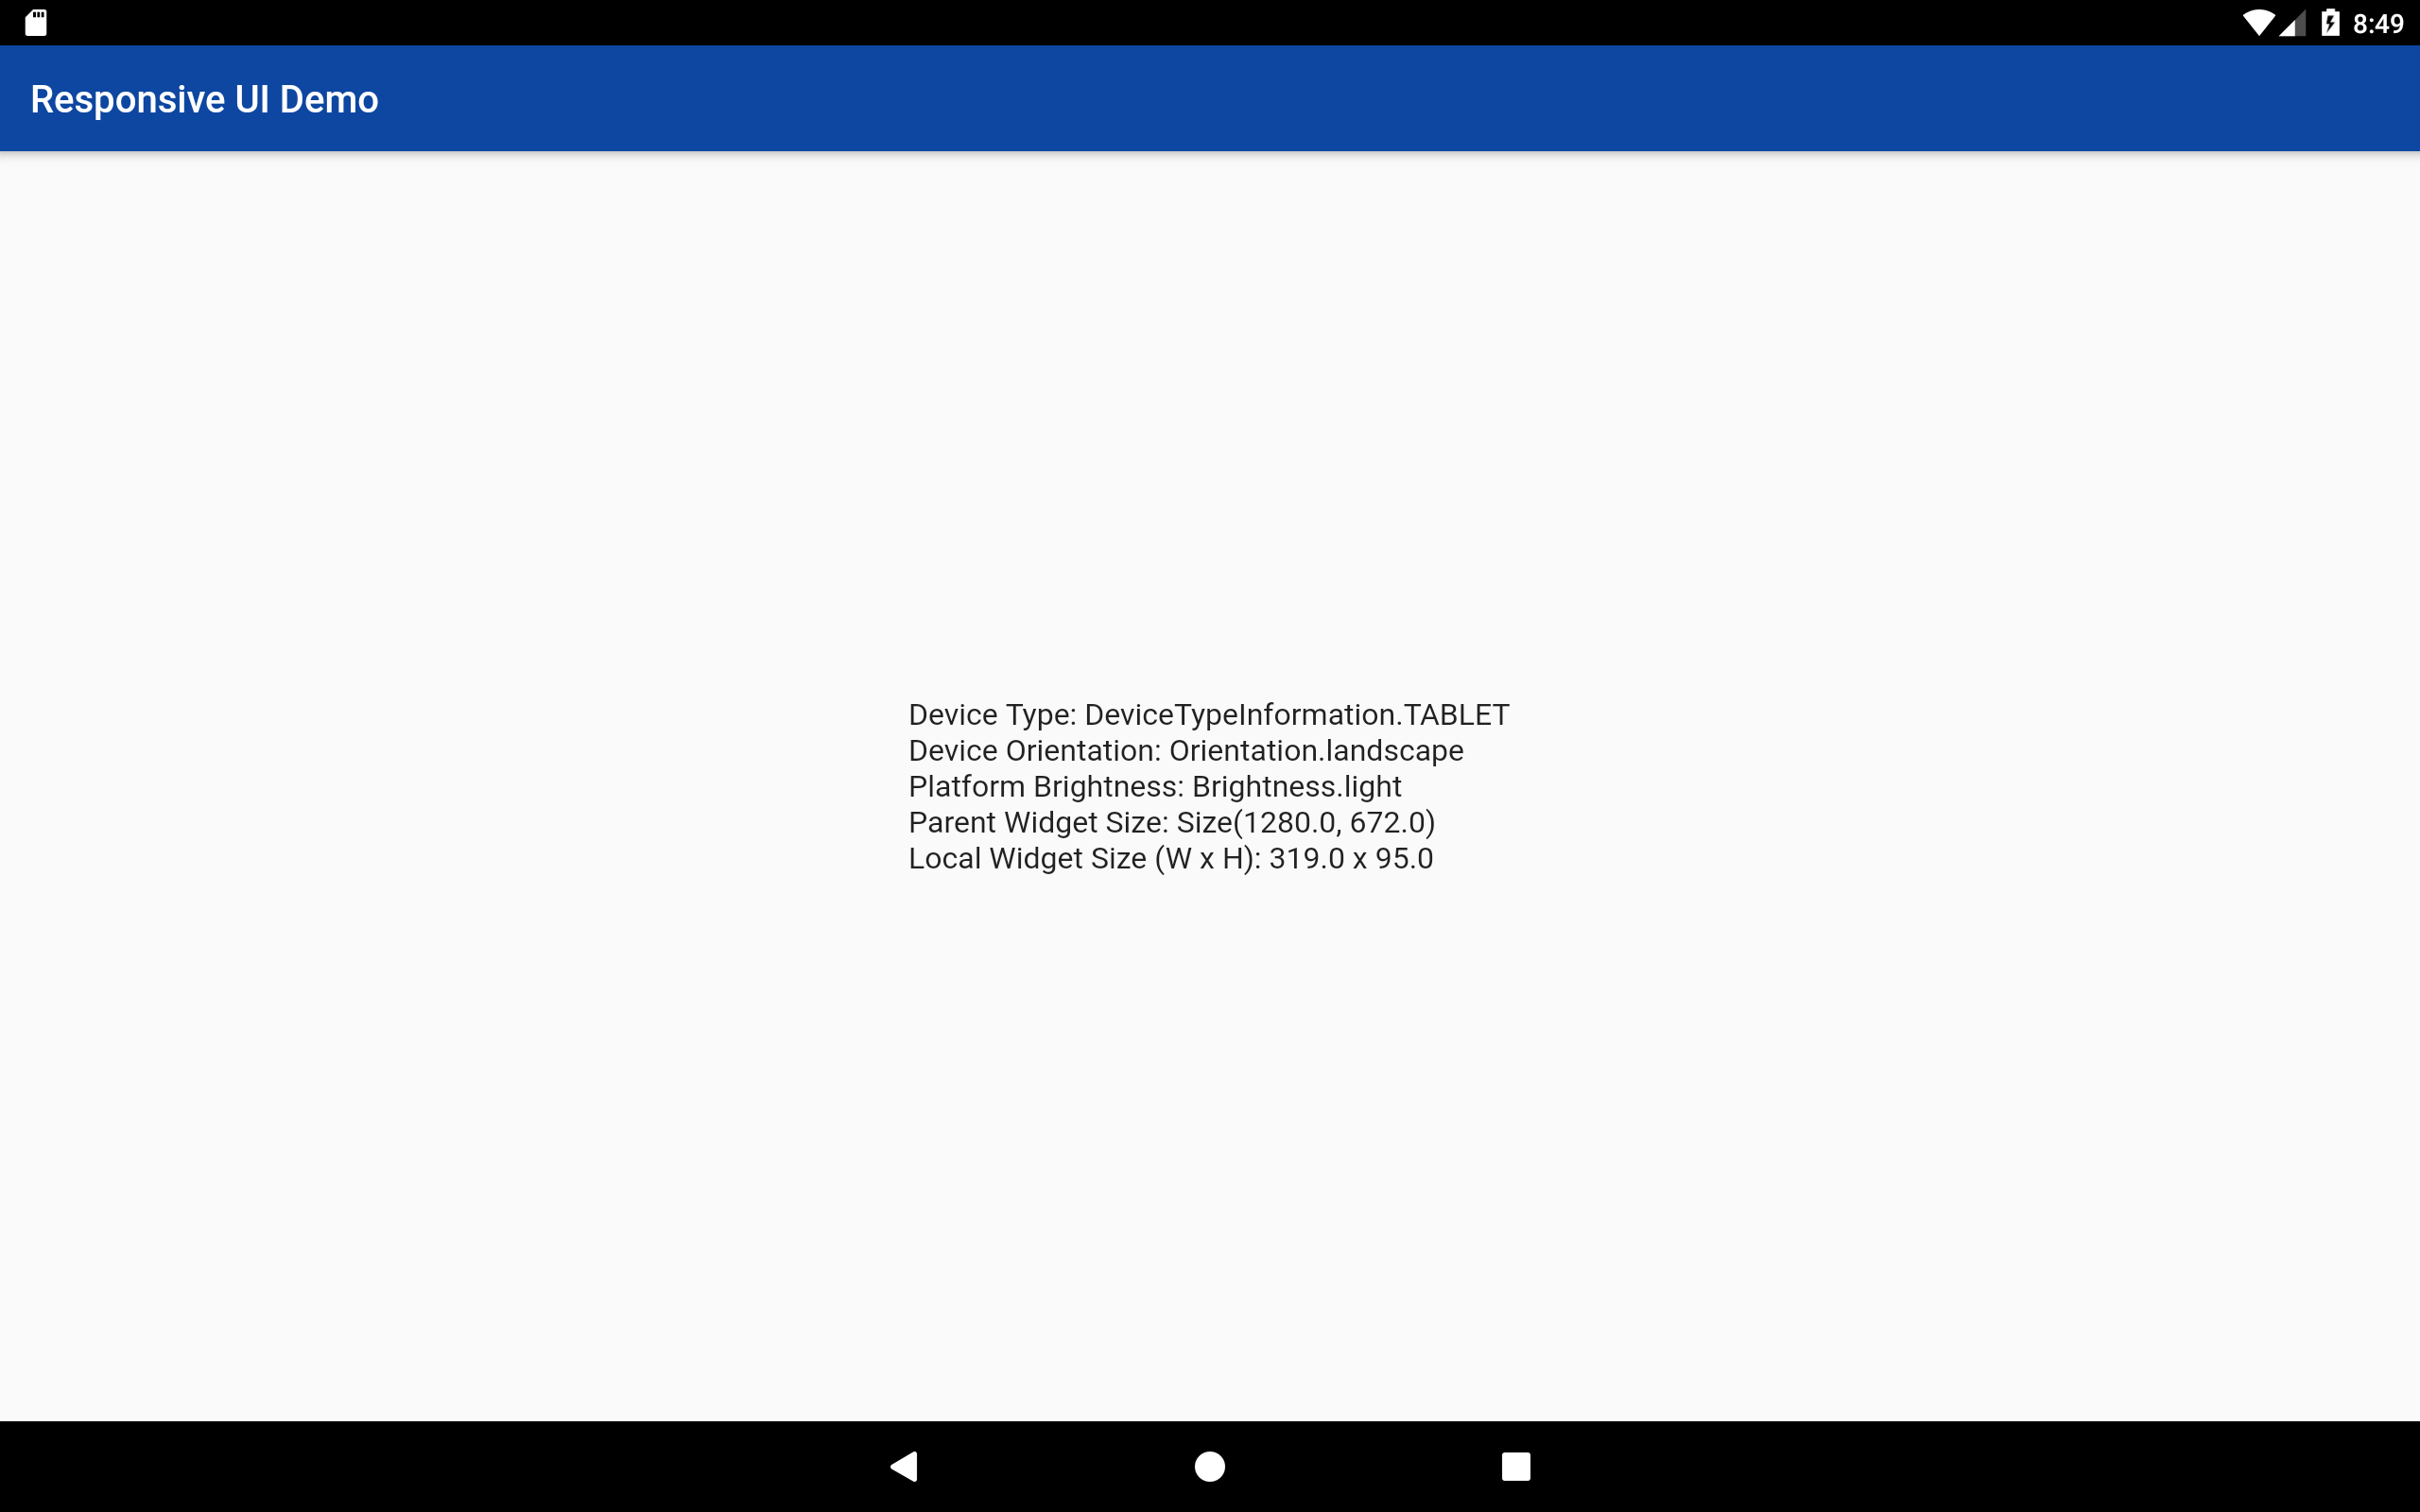 8:49
Responsive UI Demo
Device Type: DeviceTypeInformation.TABLET
Device Orientation: Orientation.landscape
Platform Brightness: Brightness.light
Parent Widget Size: Size(1280.0, 672.0)
Local Widget Size (W x H): 319.0 x 95.0